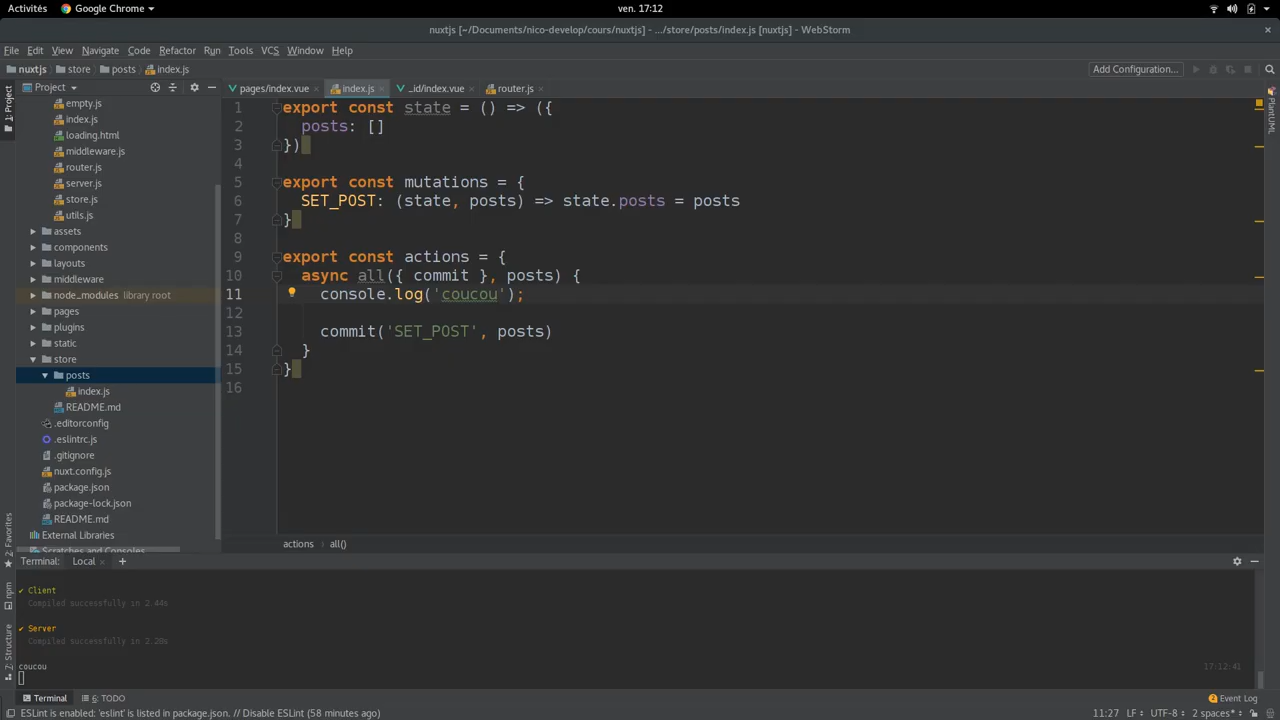 Activités
Google Chrome
ven. 17:12
nuxtjs [~/Documents/nico-develop/cours/nuxtjs] - .../store/posts/index.js [nuxtjs] - WebStorm
File Edit View Navigate Code Refactor Run Tools VCS Window Help
nuxtjs store posts index.js
Add Configuration...
Project
pages/index.vue
index.js
_id/index.vue
router.js
1: Project
PlantUML
empty.js
index.js
loading.html
middleware.js
router.js
server.js
store.js
utils.js
assets
components
layouts
middleware
node_modules library root
pages
plugins
static
store
posts
index.js
README.md
.editorconfig
.eslintrc.js
.gitignore
nuxt.config.js
package.json
package-lock.json
README.md
External Libraries
Scratches and Consoles
1 export const state = () => ({
2 posts: []
3 })
4
5 export const mutations = {
6 SET_POST: (state, posts) => state.posts = posts
7 }
8
9 export const actions = {
10 async all({ commit }, posts) {
11 console.log('coucou');
12
13 commit('SET_POST', posts)
14 }
15 }
16
actions all()
2: Favorites
npm
7: Structure
Terminal: Local +
✔ Client
Compiled successfully in 2.44s
✔ Server
Compiled successfully in 2.28s
coucou
17:12:41
Terminal
6: TODO
2 Event Log
ESLint is enabled: 'eslint' is listed in package.json. // Disable ESLint (58 minutes ago)
11:27 LF UTF-8 2 spaces*